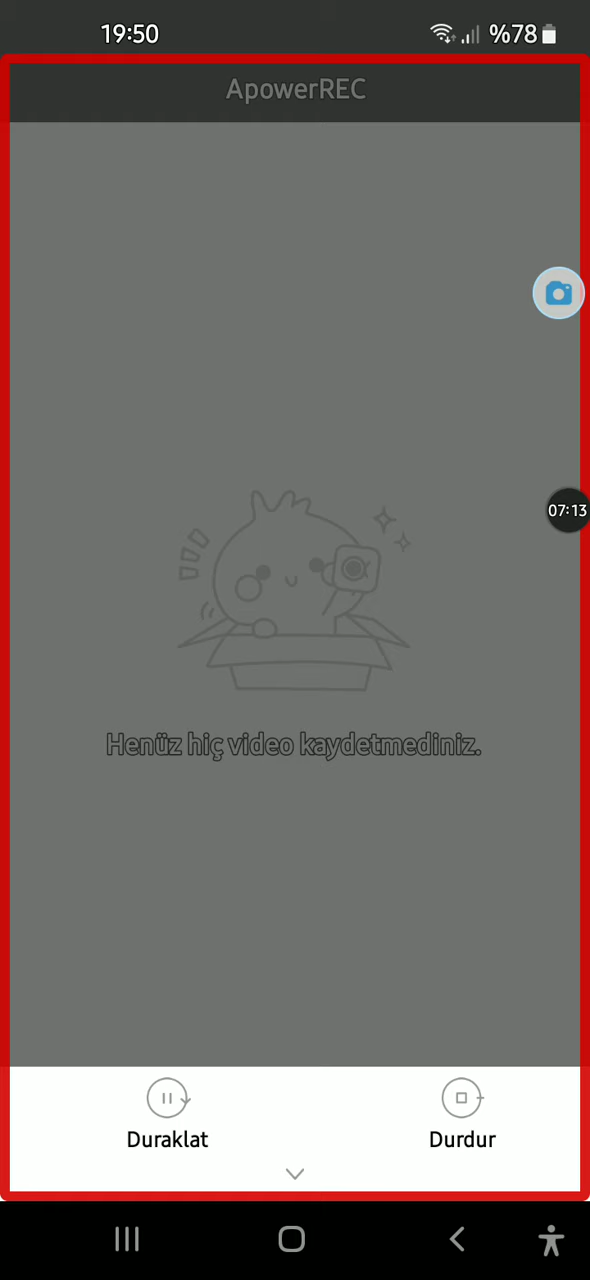 19:50
%78
ApowerREC
07:13
Henüz hiç video kaydetmediniz.
Duraklat
Durdur